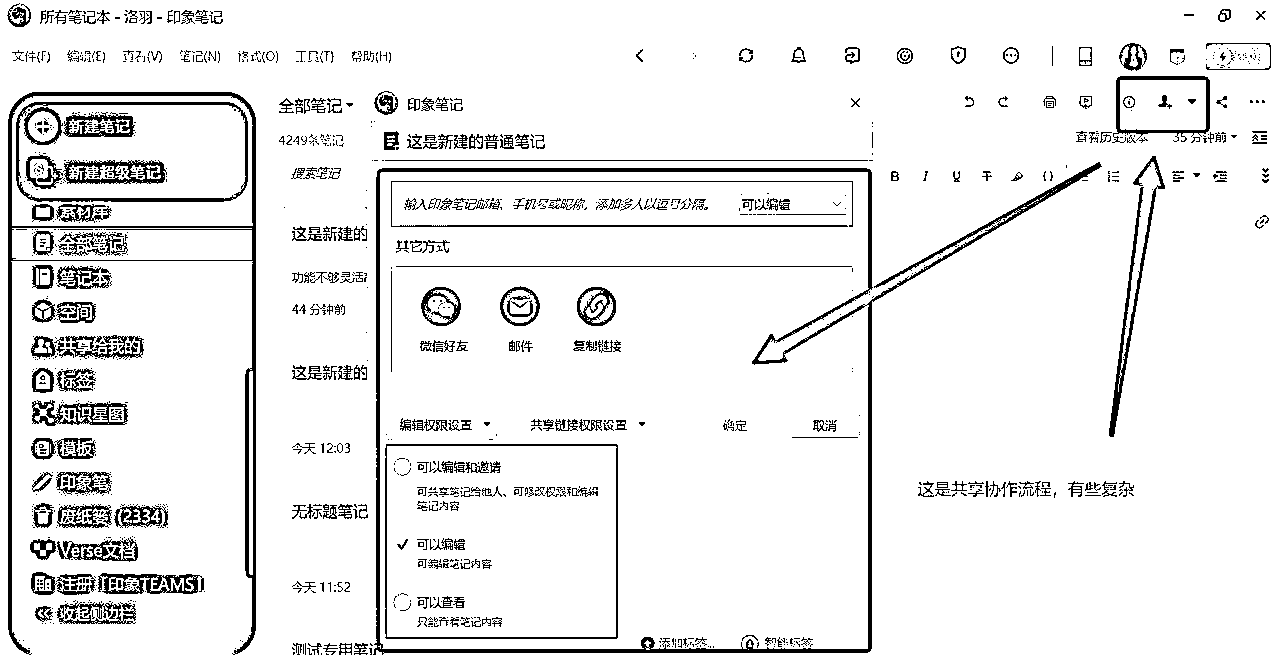 所有笔记本 - 洛羽 - 印象笔记
文件(F) 编辑(E) 查看(V) 笔记(N) 格式(O) 工具(T) 帮助(H)
新建笔记
新建超级笔记
素材库
全部笔记
笔记本
空间
共享给我的
标签
知识星图
模板
印象笔
废纸篓 (2334)
Verse文档
注册【印象TEAMS】
收起侧边栏
全部笔记
4249条笔记
搜索笔记
这是新建的
功能不够灵活
44 分钟前
这是新建的
今天 12:03
无标题笔记
今天 11:52
测试专用笔记
印象笔记
这是新建的普通笔记
输入印象笔记邮箱、手机号或昵称，添加多人以逗号分隔。 可以编辑
其它方式
微信好友 邮件 复制链接
编辑权限设置 共享链接权限设置 确定 取消
可以编辑和邀请
可共享笔记给他人、可修改权限和编辑
笔记内容
可以编辑
可编辑笔记内容
可以查看
只能查看笔记内容
添加标签... 智能标签
查看历史版本 35 分钟前
B I U T
这是共享协作流程，有些复杂